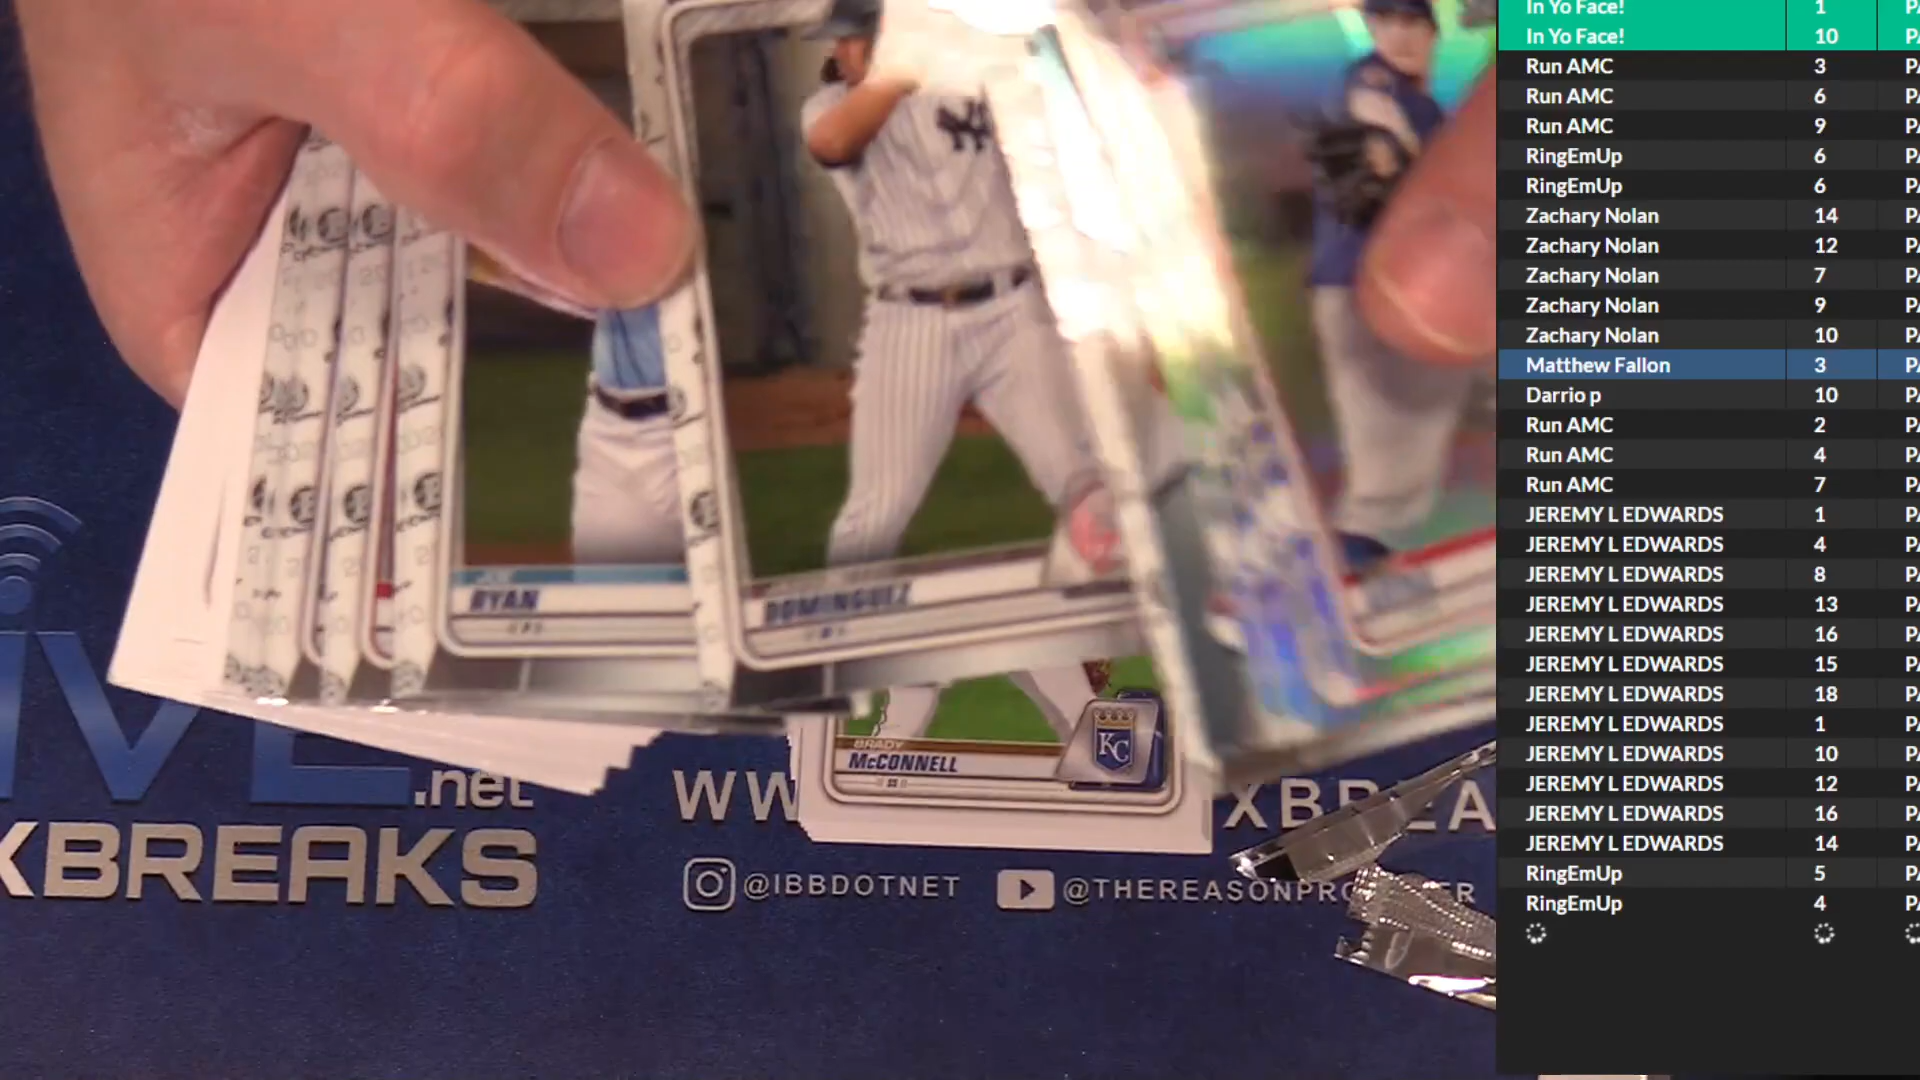 In Yo Face! 1
In Yo Face! 10
Run AMC 3
Run AMC 6
Run AMC 9
RingEmUp 6
RingEmUp 6
Zachary Nolan 14
Zachary Nolan 12
Zachary Nolan 7
Zachary Nolan 9
Zachary Nolan 10
Matthew Fallon 3
Darrio p 10
Run AMC 2
Run AMC 4
Run AMC 7
JEREMY L EDWARDS 1
JEREMY L EDWARDS 4
JEREMY L EDWARDS 8
JEREMY L EDWARDS 13
JEREMY L EDWARDS 16
JEREMY L EDWARDS 15
JEREMY L EDWARDS 18
JEREMY L EDWARDS 1
JEREMY L EDWARDS 10
JEREMY L EDWARDS 12
JEREMY L EDWARDS 16
JEREMY L EDWARDS 14
RingEmUp 5
RingEmUp 4
NY
RYAN
DOMINGUEZ
BRADY
McCONNELL
KC
.net
XBREAKS
@IBBDOTNET